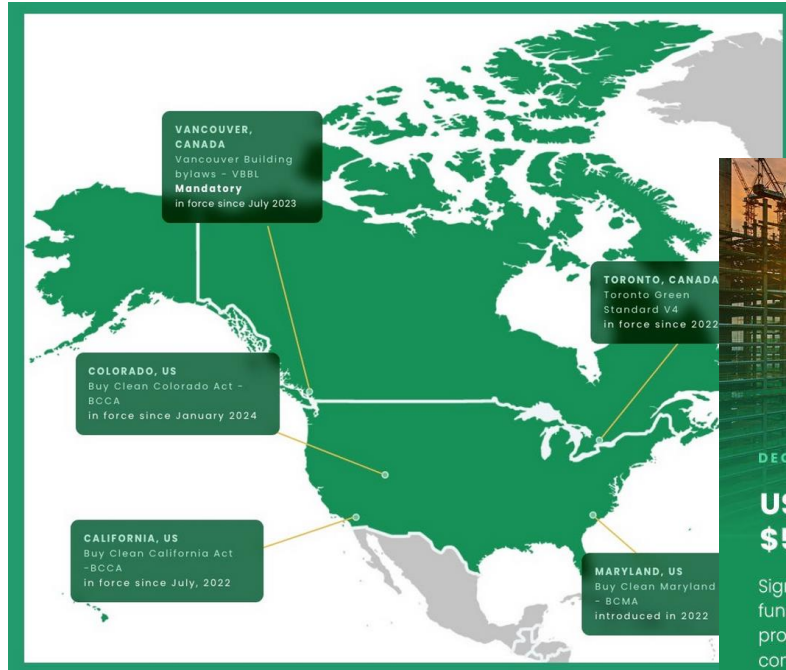 VANCOUVER,
CANADA
Vancouver Building
bylaws - VBBL
Mandatory
in force since July 2023
TORONTO, CANADA
Toronto Green
Standard V4
in force since 2022
COLORADO, US
Buy Clean Colorado Act -
BCCA
in force since January 2024
CALIFORNIA, US
Buy Clean California Act
-BCCA
in force since July, 2022
MARYLAND, US
Buy Clean Maryland
- BCMA
introduced in 2022